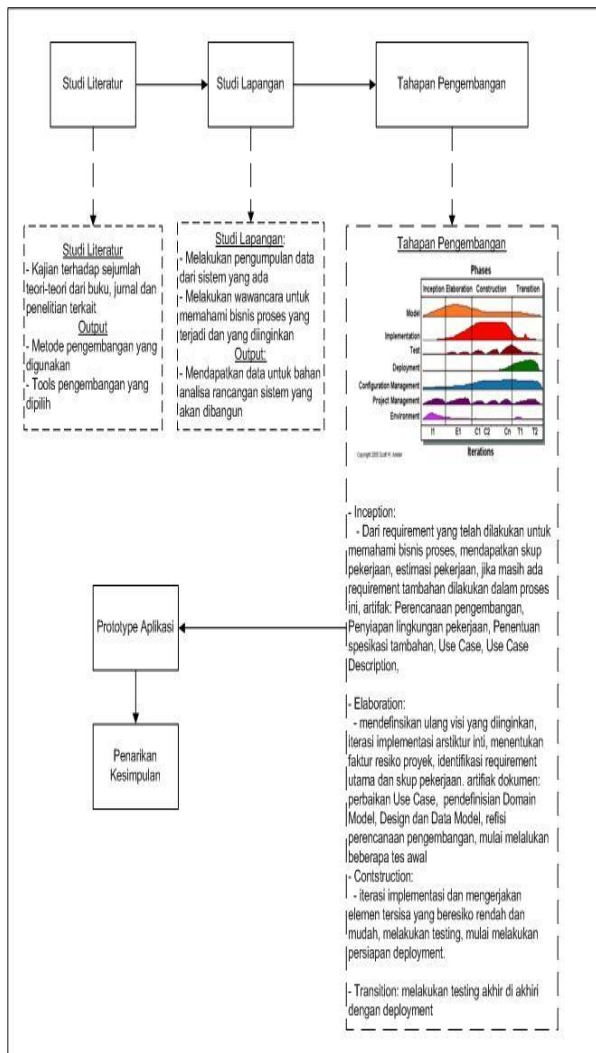 Studi Literatur
Studi Lapangan
Tahapan Pengembangan
Studi Literatur
- Kajian terhadap sejumlah
teori-teori dari buku, jurnal dan
penelitian terkait
Output
- Metode pengembangan yang
digunakan
- Tools pengembangan yang
dipilih
Studi Lapangan:
- Melakukan pengumpulan data
dari sistem yang ada
- Melakukan wawancara untuk
memahami bisnis proses yang
terjadi dan yang diinginkan
Output:
- Mendapatkan data untuk bahan
analisa rancangan sistem yang
akan dibangun
Tahapan Pengembangan
Phases
Inception Elaboration Construction Transition
Model
Implementation
Test
Deployment
Configuration Management
Project Management
Environment
I1 E1 C1 C2 Cn T1 T2
Iterations
- Inception:
- Dari requirement yang telah dilakukan untuk
memahami bisnis proses, mendapatkan skup
pekerjaan, estimasi pekerjaan, jika masih ada
requirement tambahan dilakukan dalam proses
ini, artifak: Perencanaan pengembangan,
Penyiapan lingkungan pekerjaan, Penentuan
spesikasi tambahan, Use Case, Use Case
Description,
- Elaboration:
- mendefinsikan ulang visi yang diinginkan,
iterasi implementasi arstiktur inti, menentukan
faktur resiko proyek, identifikasi requirement
utama dan skup pekerjaan. artifiak dokumen:
perbaikan Use Case, pendefinisian Domain
Model, Design dan Data Model, refisi
perencanaan pengembangan, mulai melalukan
beberapa tes awal
- Contstruction:
- iterasi implementasi dan mengerjakan
elemen tersisa yang beresiko rendah dan
mudah, melakukan testing, mulai melakukan
persiapan deployment.
- Transition: melakukan testing akhir di akhiri
dengan deployment
Prototype Aplikasi
Penarikan
Kesimpulan